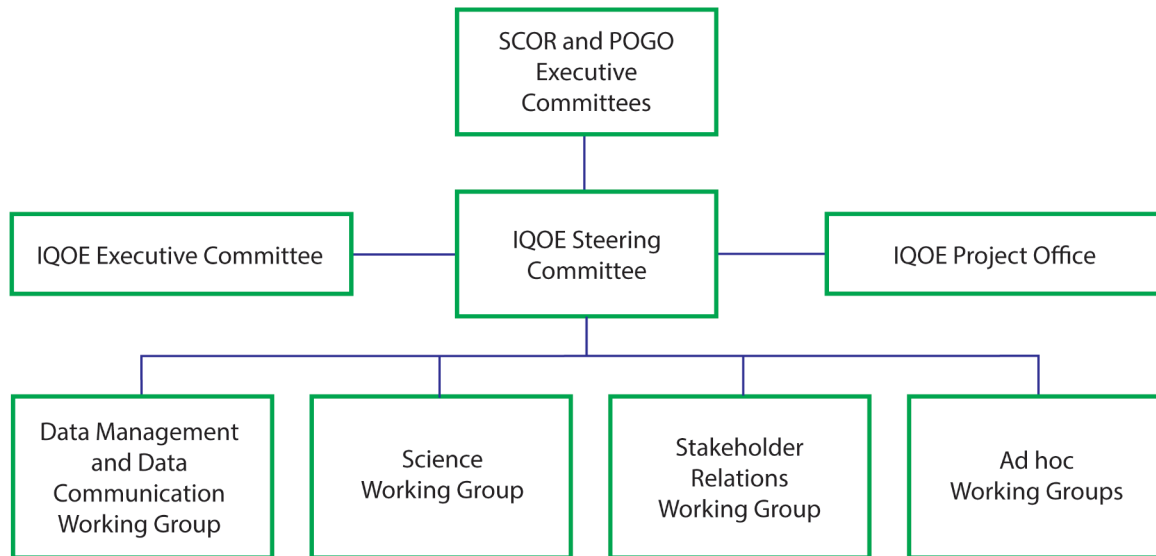 SCOR and POGO
Executive
Committees
IQOE Executive Committee
IQOE Steering
Committee
IQOE Project Office
Data Management
and Data
Communication
Working Group
Science
Working Group
Stakeholder
Relations
Working Group
Ad hoc
Working Groups